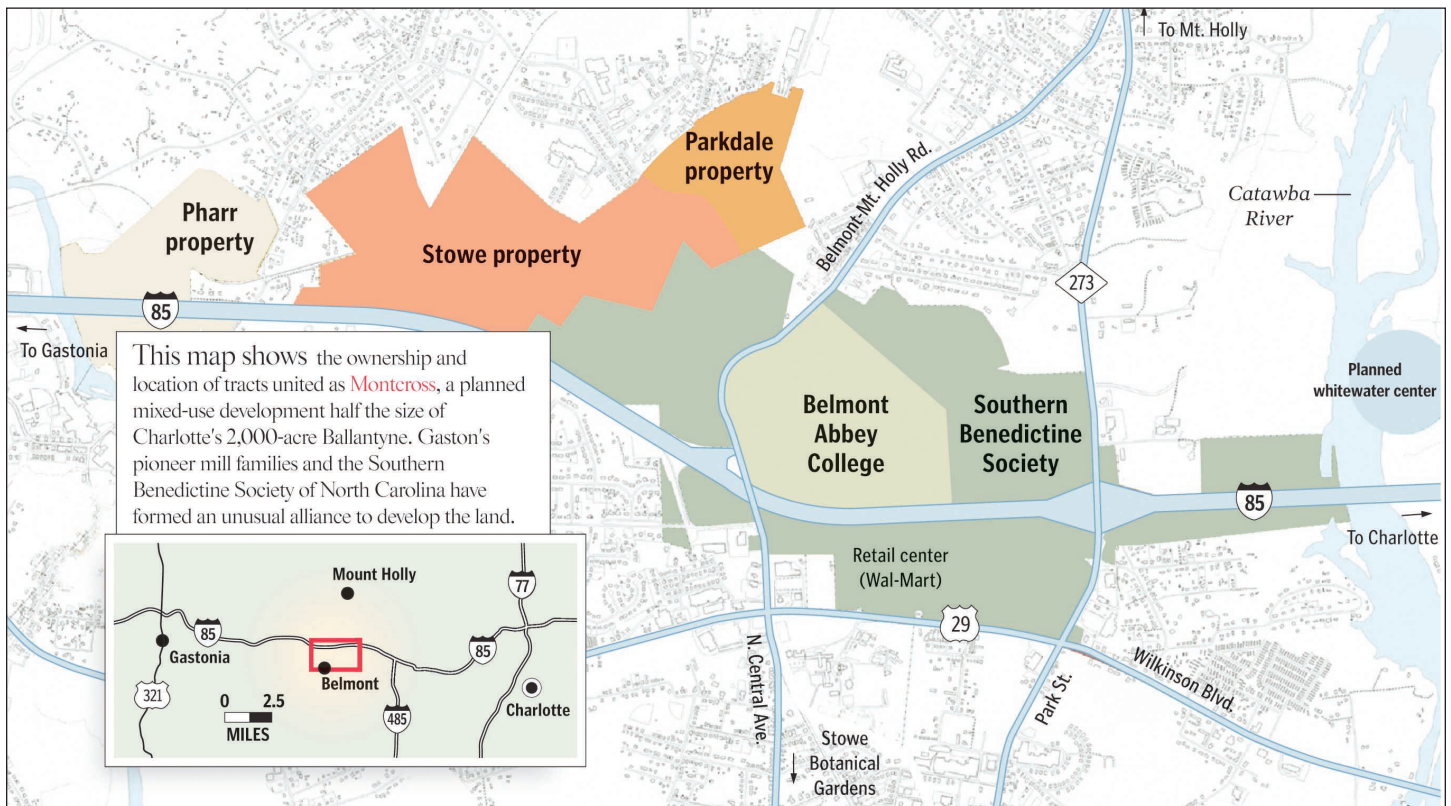 To Mt. Holly
Parkdale
property
Belmont-Mt. Holly Rd.
Catawba
River
Pharr
property
Stowe property
273
85
To Gastonia
This map shows the ownership and
location of tracts united as Montcross, a planned
mixed-use development half the size of
Charlotte's 2,000-acre Ballantyne. Gaston's
pioneer mill families and the Southern
Benedictine Society of North Carolina have
formed an unusual alliance to develop the land.
Planned
whitewater center
Belmont
Abbey
College
Southern
Benedictine
Society
85
To Charlotte
Retail center
(Wal-Mart)
29
Wilkinson Blvd.
N. Central Ave.
Park St.
Stowe
Botanical
Gardens
Mount Holly
77
85
Gastonia
85
Belmont
321
0 2.5
MILES
485
Charlotte